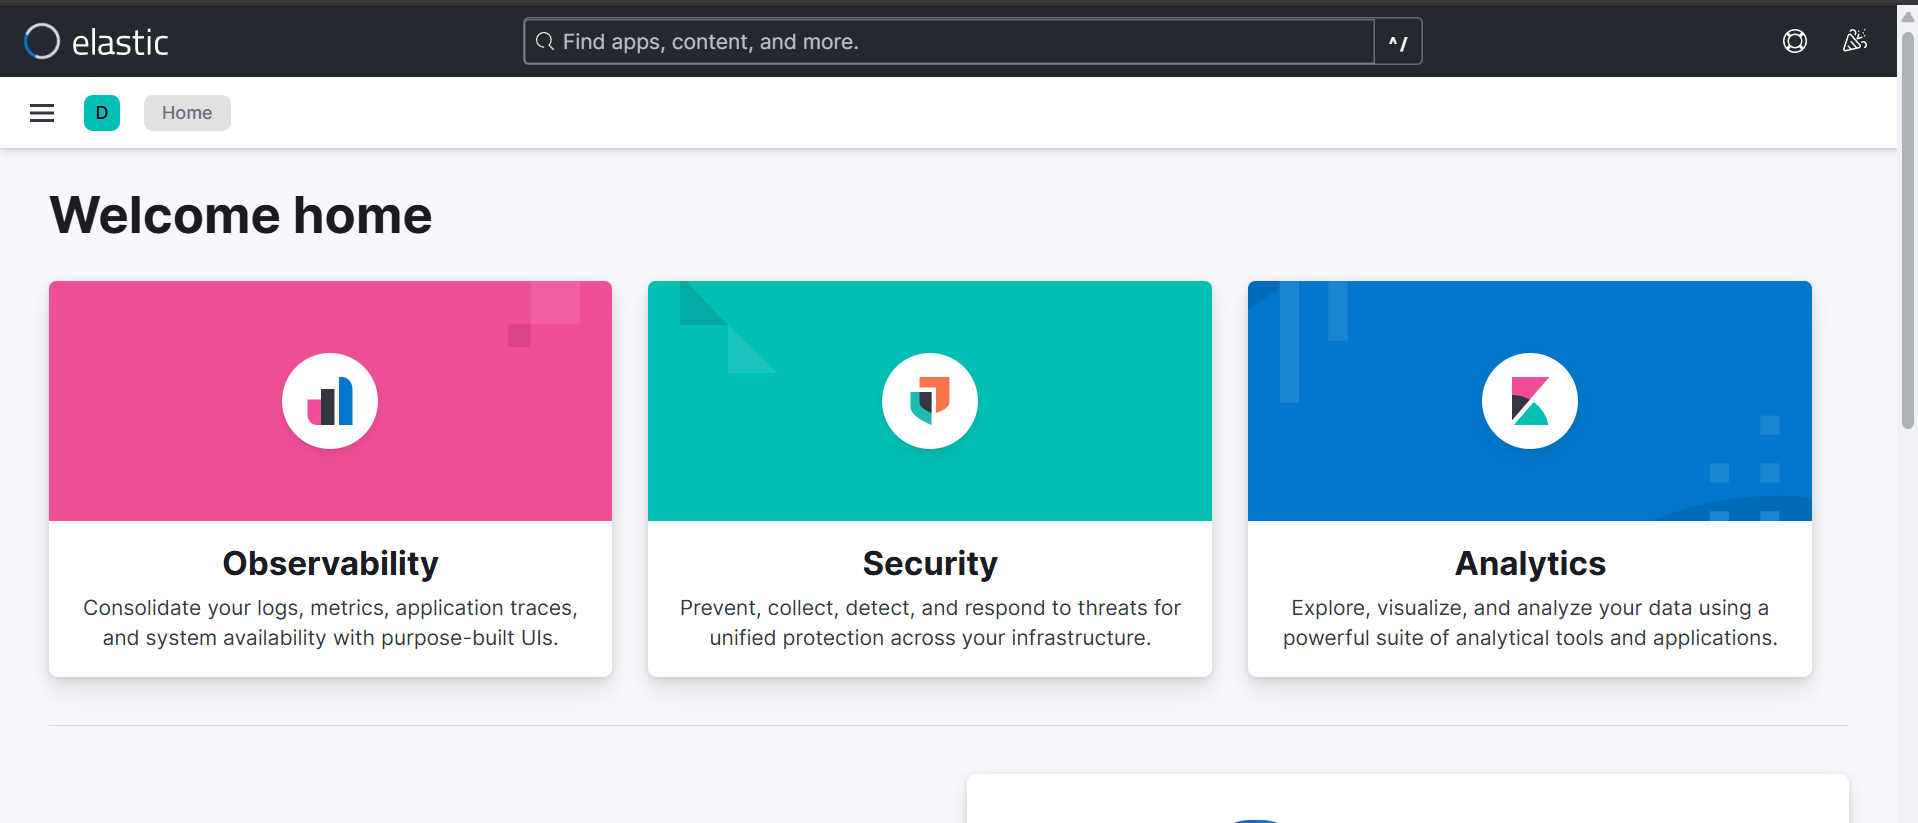 elastic
Find apps, content, and more.
^/
D
Home
Welcome home
Observability
Consolidate your logs, metrics, application traces,
and system availability with purpose-built UIs.
Security
Prevent, collect, detect, and respond to threats for
unified protection across your infrastructure.
Analytics
Explore, visualize, and analyze your data using a
powerful suite of analytical tools and applications.